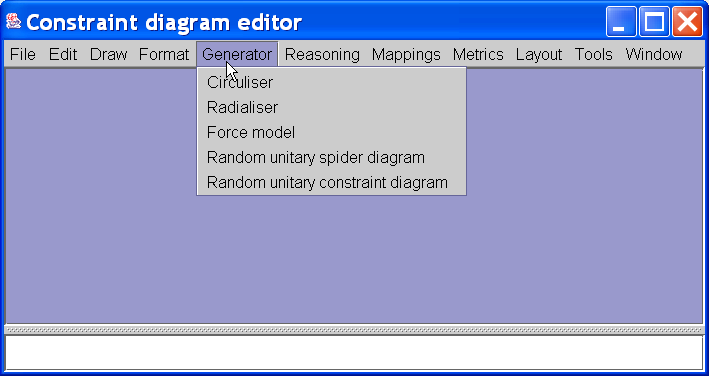 Constraint diagram editor
File Edit Draw Format Generator Reasoning Mappings Metrics Layout Tools Window
Circuliser
Radialiser
Force model
Random unitary spider diagram
Random unitary constraint diagram